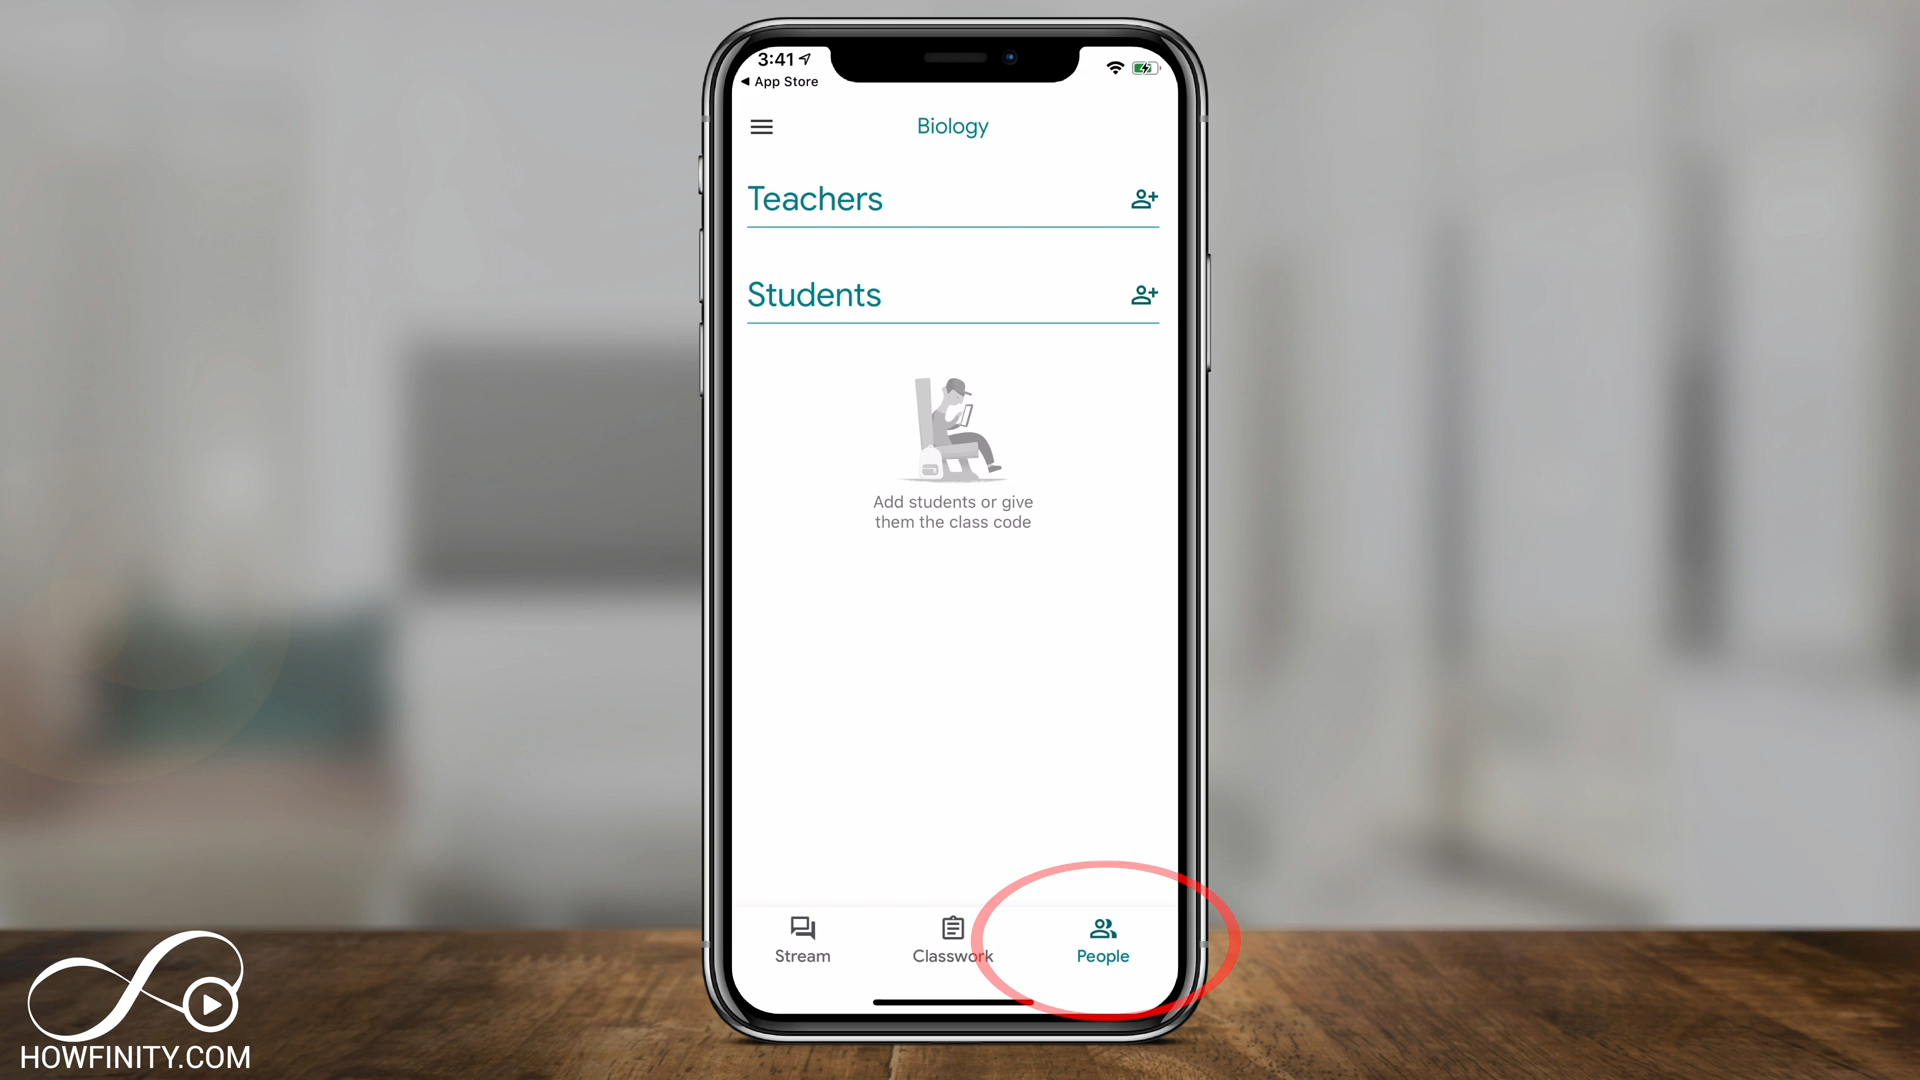 3:41
App Store
Biology
Teachers
Students
Add students or give
them the class code
Stream
Classwork
People
HOWFINITY.COM